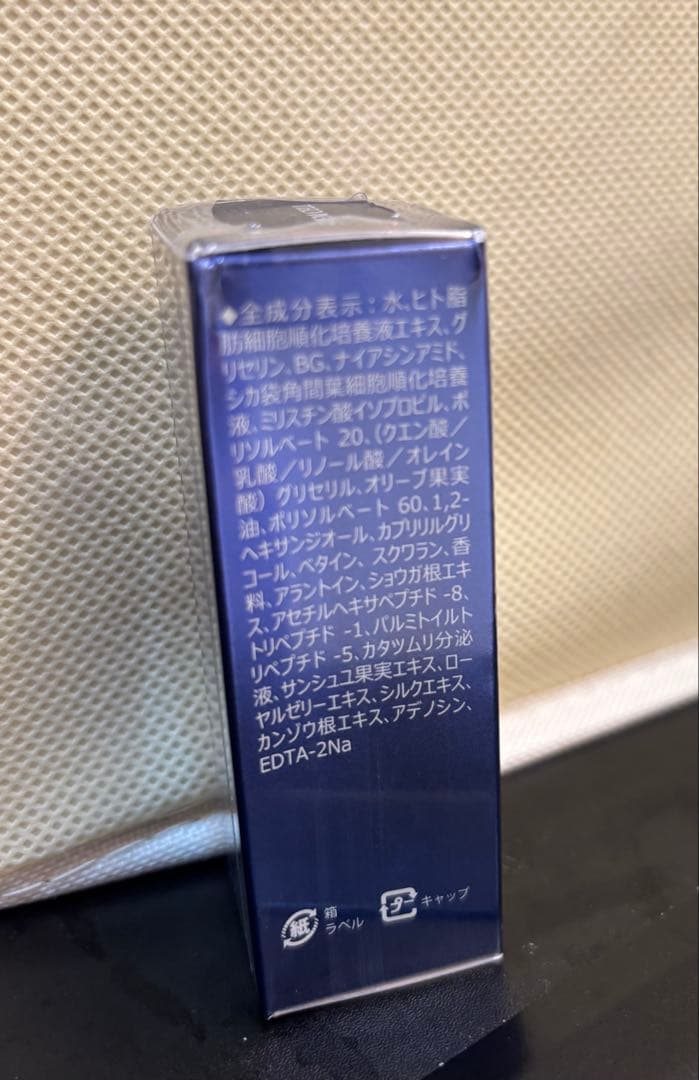 ◆全成分表示：水、ヒト脂
肪細胞順化培養液エキス、グ
リセリン、BG、ナイアシンアミド、
シカ袋角間葉細胞順化培養
液、ミリスチン酸イソプロピル、ポ
リソルベート 20、(クエン酸／
乳酸／リノール酸／オレイン
酸）グリセリル、オリーブ果実
油、ポリソルベート 60、1,2-
ヘキサンジオール、カプリリルグリ
コール、ベタイン、スクワラン、香
料、アラントイン、ショウガ根エキ
ス、アセチルヘキサペプチド -8、
トリペプチド -1、パルミトイルト
リペプチド -5、カタツムリ分泌
液、サンシュユ果実エキス、ロー
ヤルゼリーエキス、シルクエキス、
カンゾウ根エキス、アデノシン、
EDTA-2Na
紙 箱
ラベル
プラ キャップ